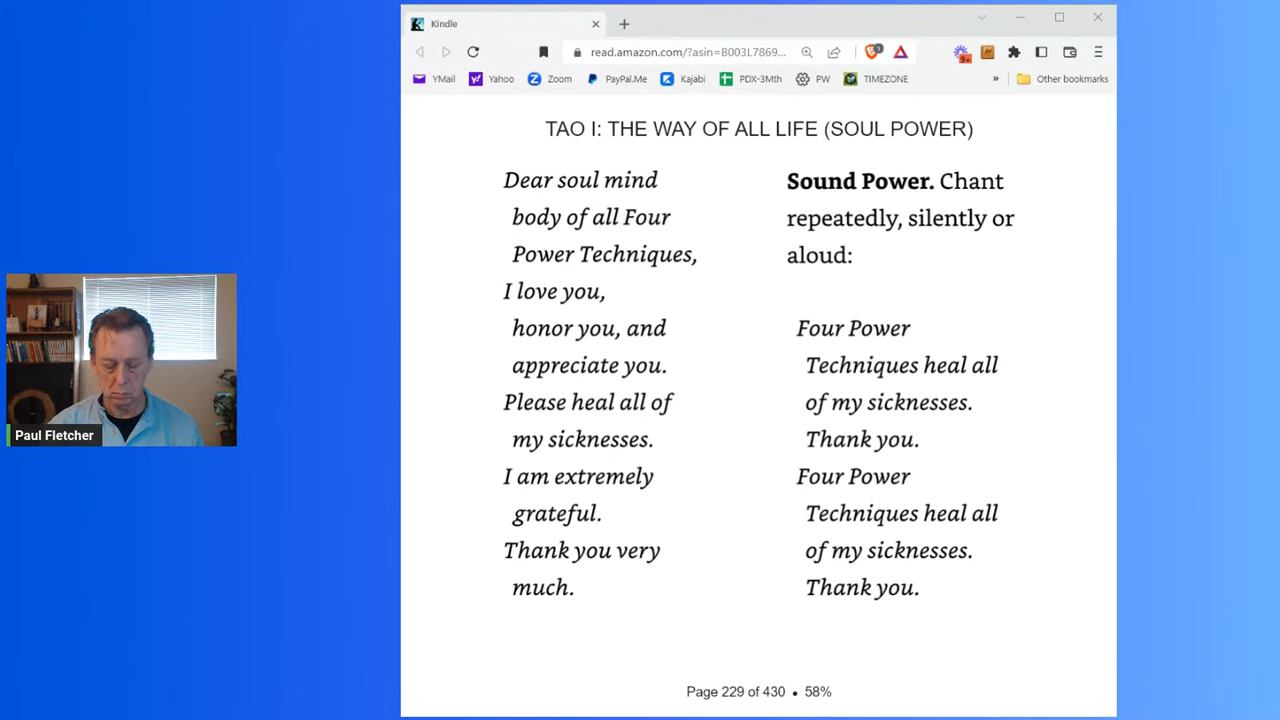 Kindle
read.amazon.com/?asin=B003L7869...
1
9+
YMail
Yahoo
Zoom
PayPal.Me
Kajabi
PDX-3Mth
PW
TIMEZONE
»
Other bookmarks
TAO I: THE WAY OF ALL LIFE (SOUL POWER)
Dear soul mind
body of all Four
Power Techniques,
I love you,
honor you, and
appreciate you.
Please heal all of
my sicknesses.
I am extremely
grateful.
Thank you very
much.
Sound Power. Chant
repeatedly, silently or
aloud:
Four Power
Techniques heal all
of my sicknesses.
Thank you.
Four Power
Techniques heal all
of my sicknesses.
Thank you.
Page 229 of 430 • 58%
Paul Fletcher